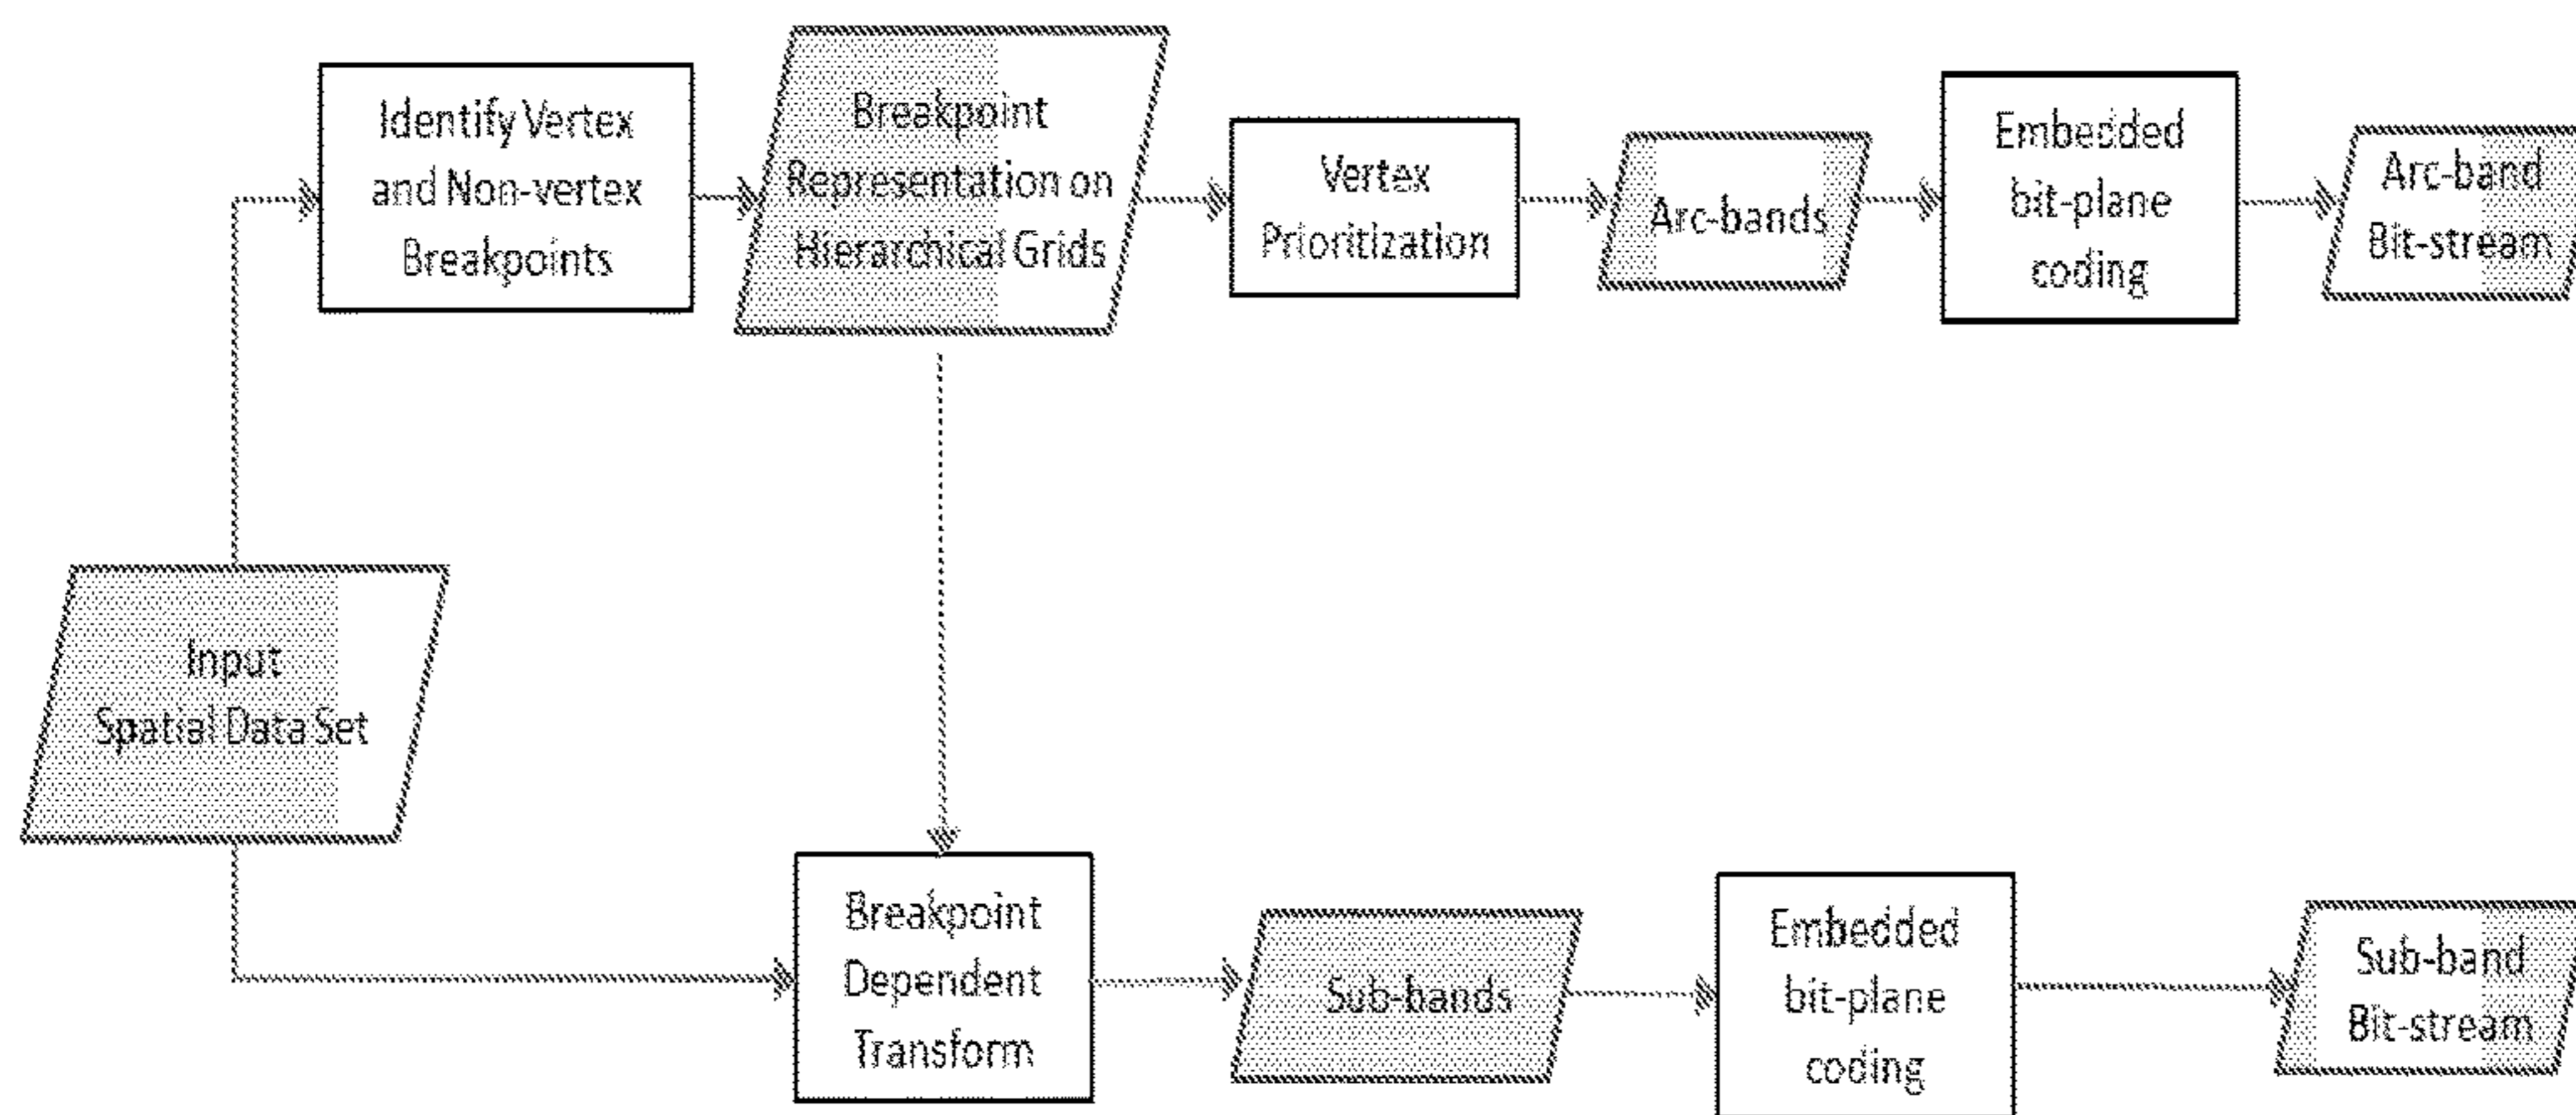 Identify Vertex
and Non-vertex
Breakpoints
Breakpoint
Representation on
Hierarchical Grids
Vertex
Prioritization
Arc-bands
Embedded
bit-plane
coding
Arc-band
Bit-stream
Input
Spatial Data Set
Breakpoint
Dependent
Transform
Sub-bands
Embedded
bit-plane
coding
Sub-band
Bit-stream